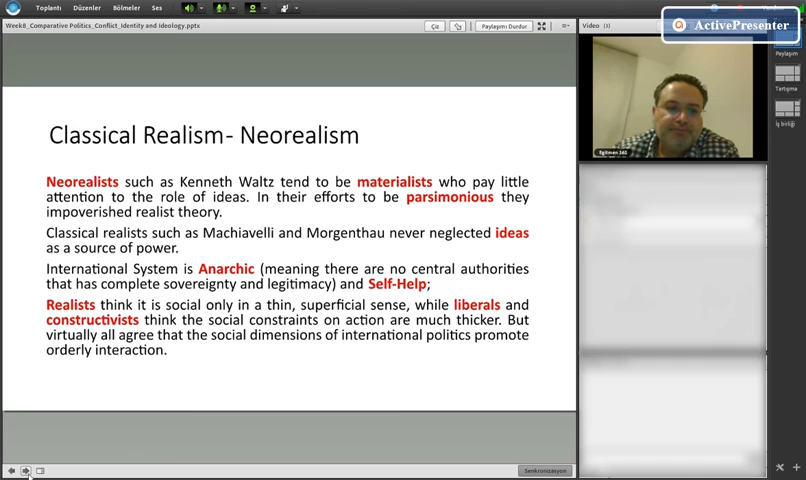 Toplantı Düzenler Bölmeler Ses
ActivePresenter
Week8_Comparative Politics_Conflict_Identity and Ideology.pptx
Çiz
Paylaşımı Durdur
Video (3)
Paylaşım
Tartışma
İş birliği
Egitmen 161
Classical Realism- Neorealism
Neorealists such as Kenneth Waltz tend to be materialists who pay little
attention to the role of ideas. In their efforts to be parsimonious they
impoverished realist theory.
Classical realists such as Machiavelli and Morgenthau never neglected ideas
as a source of power.
International System is Anarchic (meaning there are no central authorities
that has complete sovereignty and legitimacy) and Self-Help;
Realists think it is social only in a thin, superficial sense, while liberals and
constructivists think the social constraints on action are much thicker. But
virtually all agree that the social dimensions of international politics promote
orderly interaction.
Senkronizasyon